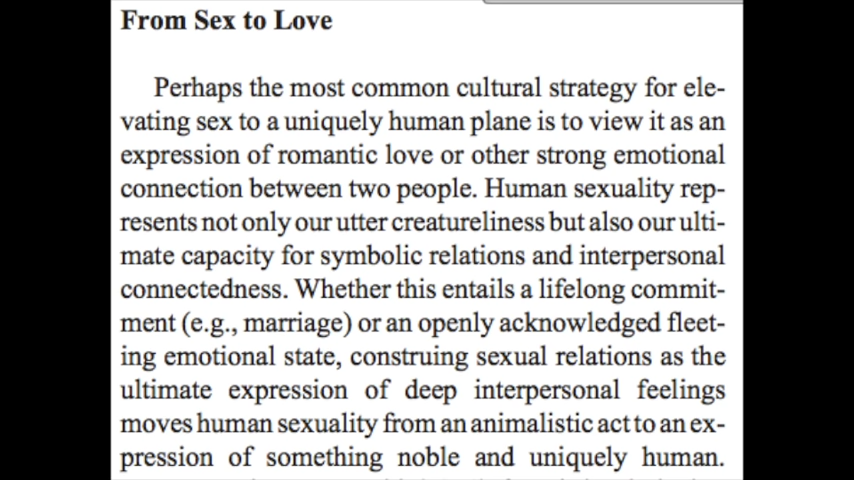 From Sex to Love
Perhaps the most common cultural strategy for ele-
vating sex to a uniquely human plane is to view it as an
expression of romantic love or other strong emotional
connection between two people. Human sexuality rep-
resents not only our utter creatureliness but also our ulti-
mate capacity for symbolic relations and interpersonal
connectedness. Whether this entails a lifelong commit-
ment (e.g., marriage) or an openly acknowledged fleet-
ing emotional state, construing sexual relations as the
ultimate expression of deep interpersonal feelings
moves human sexuality from an animalistic act to an ex-
pression of something noble and uniquely human.